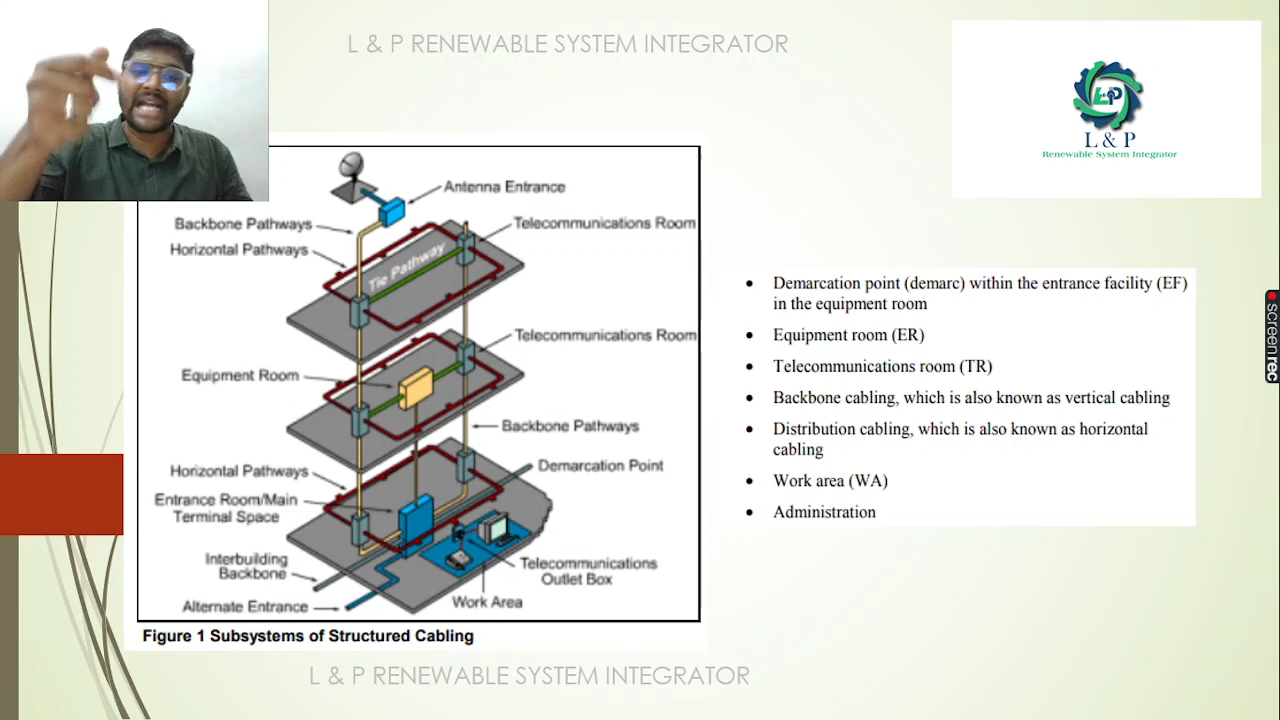 L & P RENEWABLE SYSTEM INTEGRATOR
L&P
L & P
Renewable System Integrator
Antenna Entrance
Backbone Pathways
Telecommunications Room
Horizontal Pathways
Tie Pathway
Telecommunications Room
Equipment Room
Backbone Pathways
Demarcation Point
Horizontal Pathways
Entrance Room/Main
Terminal Space
Interbuilding
Backbone
Telecommunications
Outlet Box
Alternate Entrance
Work Area
Figure 1 Subsystems of Structured Cabling
• Demarcation point (demarc) within the entrance facility (EF)
in the equipment room
• Equipment room (ER)
• Telecommunications room (TR)
• Backbone cabling, which is also known as vertical cabling
• Distribution cabling, which is also known as horizontal
cabling
• Work area (WA)
• Administration
screenrec
L & P RENEWABLE SYSTEM INTEGRATOR